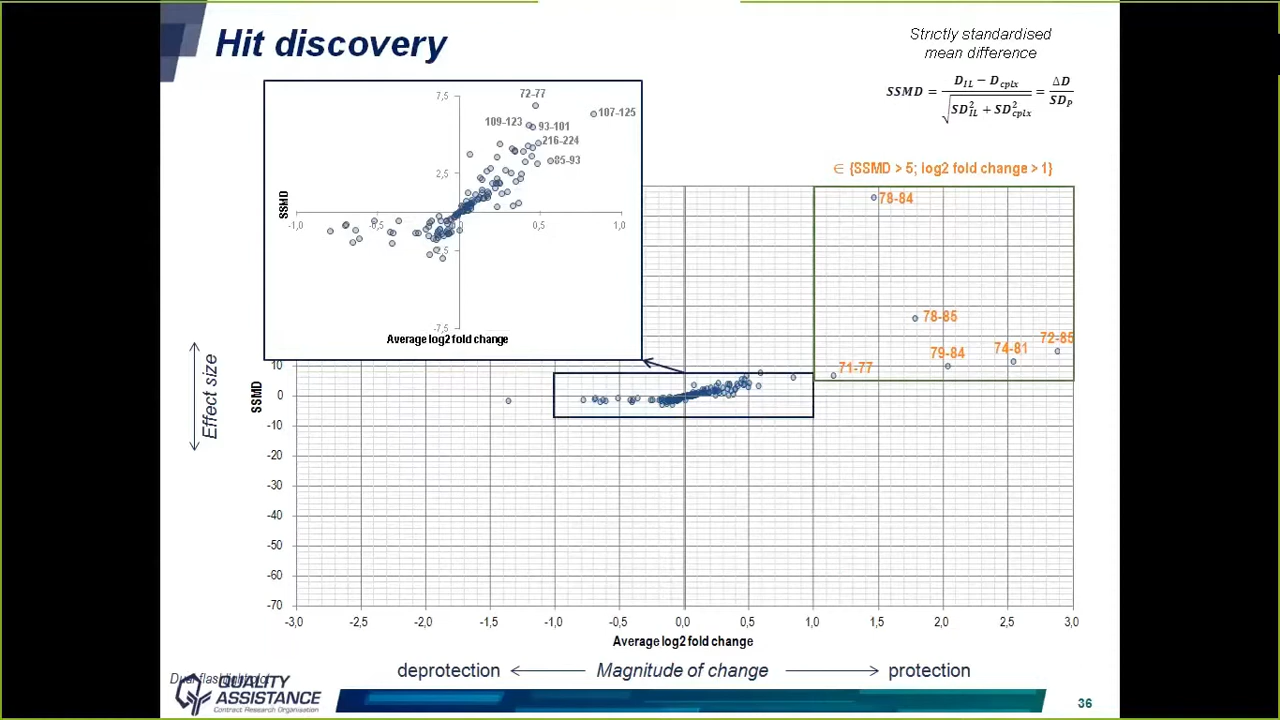 Hit discovery
Strictly standardised
mean difference
SSMD = D_IL − D_cplx / √(SD²_IL + SD²_cplx) = ΔD / SD_P
∈ {SSMD > 5; log2 fold change > 1}
7,5
2,5
-2,5
-7,5
-1,0
-0,5
0,0
0,5
1,0
SSMD
Average log2 fold change
72-77
107-125
109-123
93-101
216-224
85-93
78-84
78-85
72-85
74-81
79-84
71-77
10
0
-10
-20
-30
-40
-50
-60
-70
SSMD
Effect size
-3,0
-2,5
-2,0
-1,5
-1,0
-0,5
0,0
0,5
1,0
1,5
2,0
2,5
3,0
Average log2 fold change
deprotection
Magnitude of change
protection
QUALITY
ASSISTANCE
Contract Research Organisation
36